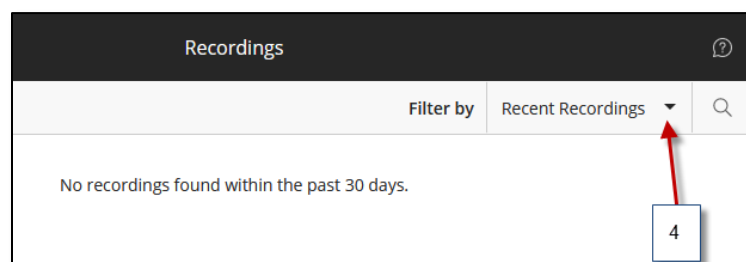 Recordings
Filter by Recent Recordings
No recordings found within the past 30 days.
4